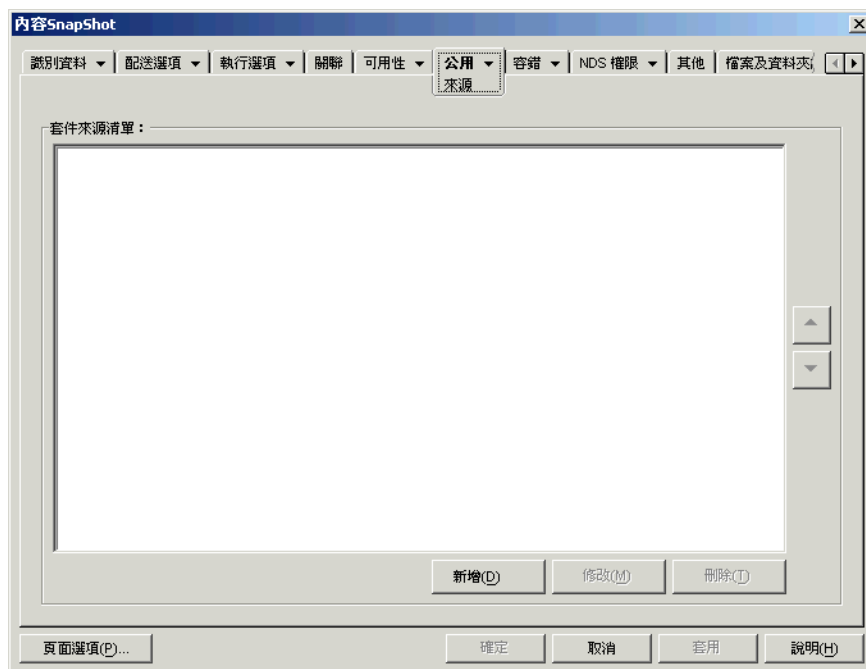 內容SnapShot
識別資料 配送選項 執行選項 關聯 可用性 公用 容錯 NDS 權限 其他 檔案及資料夾
來源
套件來源清單：
新增(D) 修改(M) 刪除(T)
頁面選項(P)... 確定 取消 套用 說明(H)